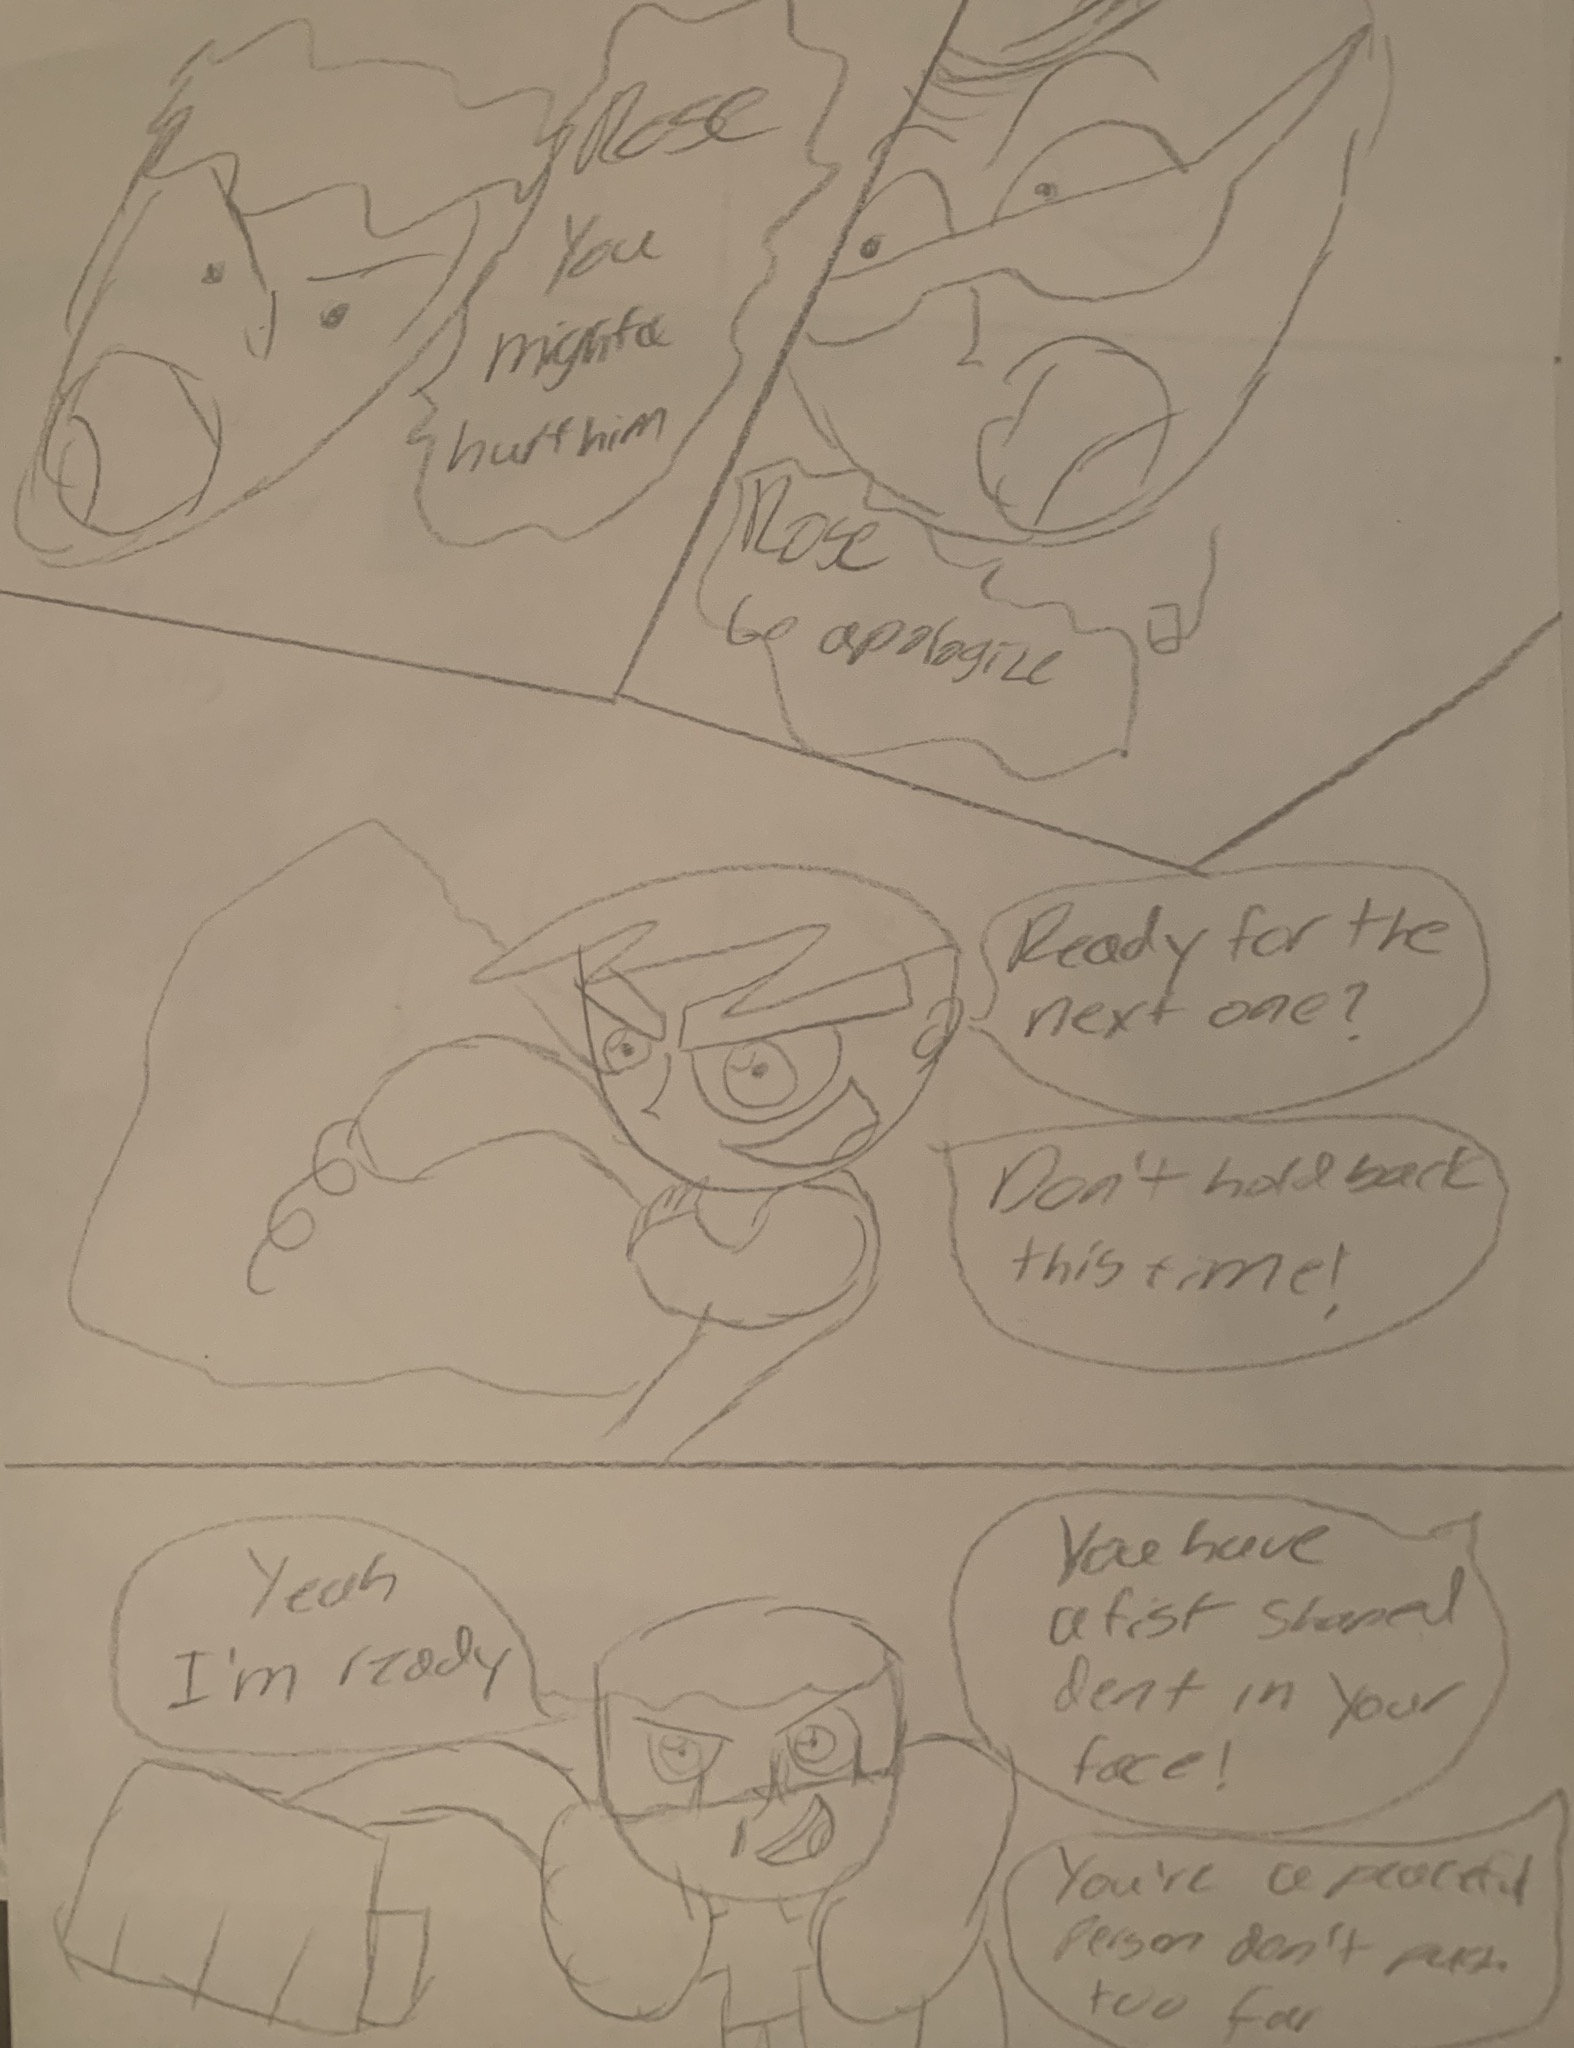 Rose
You
mighta
hurt him
Rose
Go apologize
Ready for the
next one?
Don't hold back
this time!
Yeah
I'm ready
You have
a fist shaped
dent in your
face!
You're a peaceful
Person don't push
too far